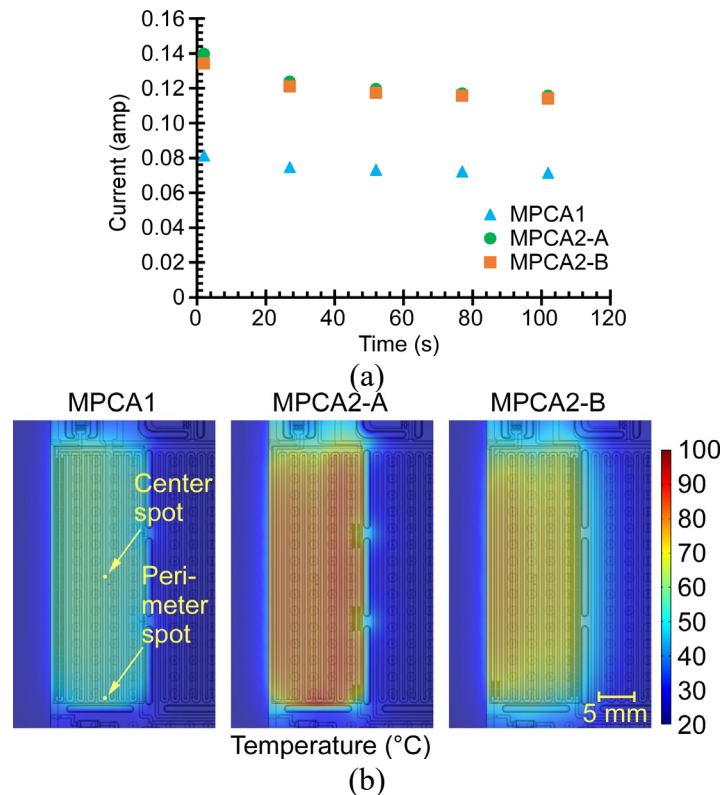 0.16
0.14
0.12
0.10
0.08
0.06
0.04
0.02
0
Current (amp)
MPCA1
MPCA2-A
MPCA2-B
0 20 40 60 80 100 120
Time (s)
(a)
MPCA1 MPCA2-A MPCA2-B
Center
spot
Peri-
meter
spot
5 mm
100
90
80
70
60
50
40
30
20
Temperature (°C)
(b)